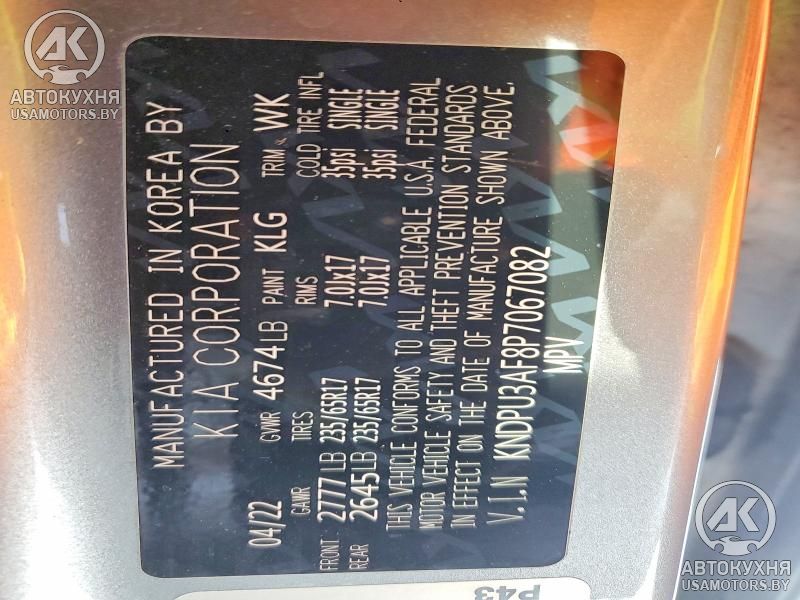 MANUFACTURED IN KOREA BY
KIA CORPORATION
04/22 GVWR 4674LB PAINT KLG TRIM WK
GAWR TIRES RIMS COLD TIRE INFL
FRONT 2777LB 235/65R17 7.0Jx17 35psi SINGLE
REAR 2645LB 235/65R17 7.0Jx17 35psi SINGLE
THIS VEHICLE CONFORMS TO ALL APPLICABLE U.S.A. FEDERAL
MOTOR VEHICLE SAFETY AND THEFT PREVENTION STANDARDS
IN EFFECT ON THE DATE OF MANUFACTURE SHOWN ABOVE.
V.I.N KNDPU3AF8P7067082
MPV
P43
АК
АВТОКУХНЯ
USAMOTORS.BY
АК
АВТОКУХНЯ
USAMOTORS.BY